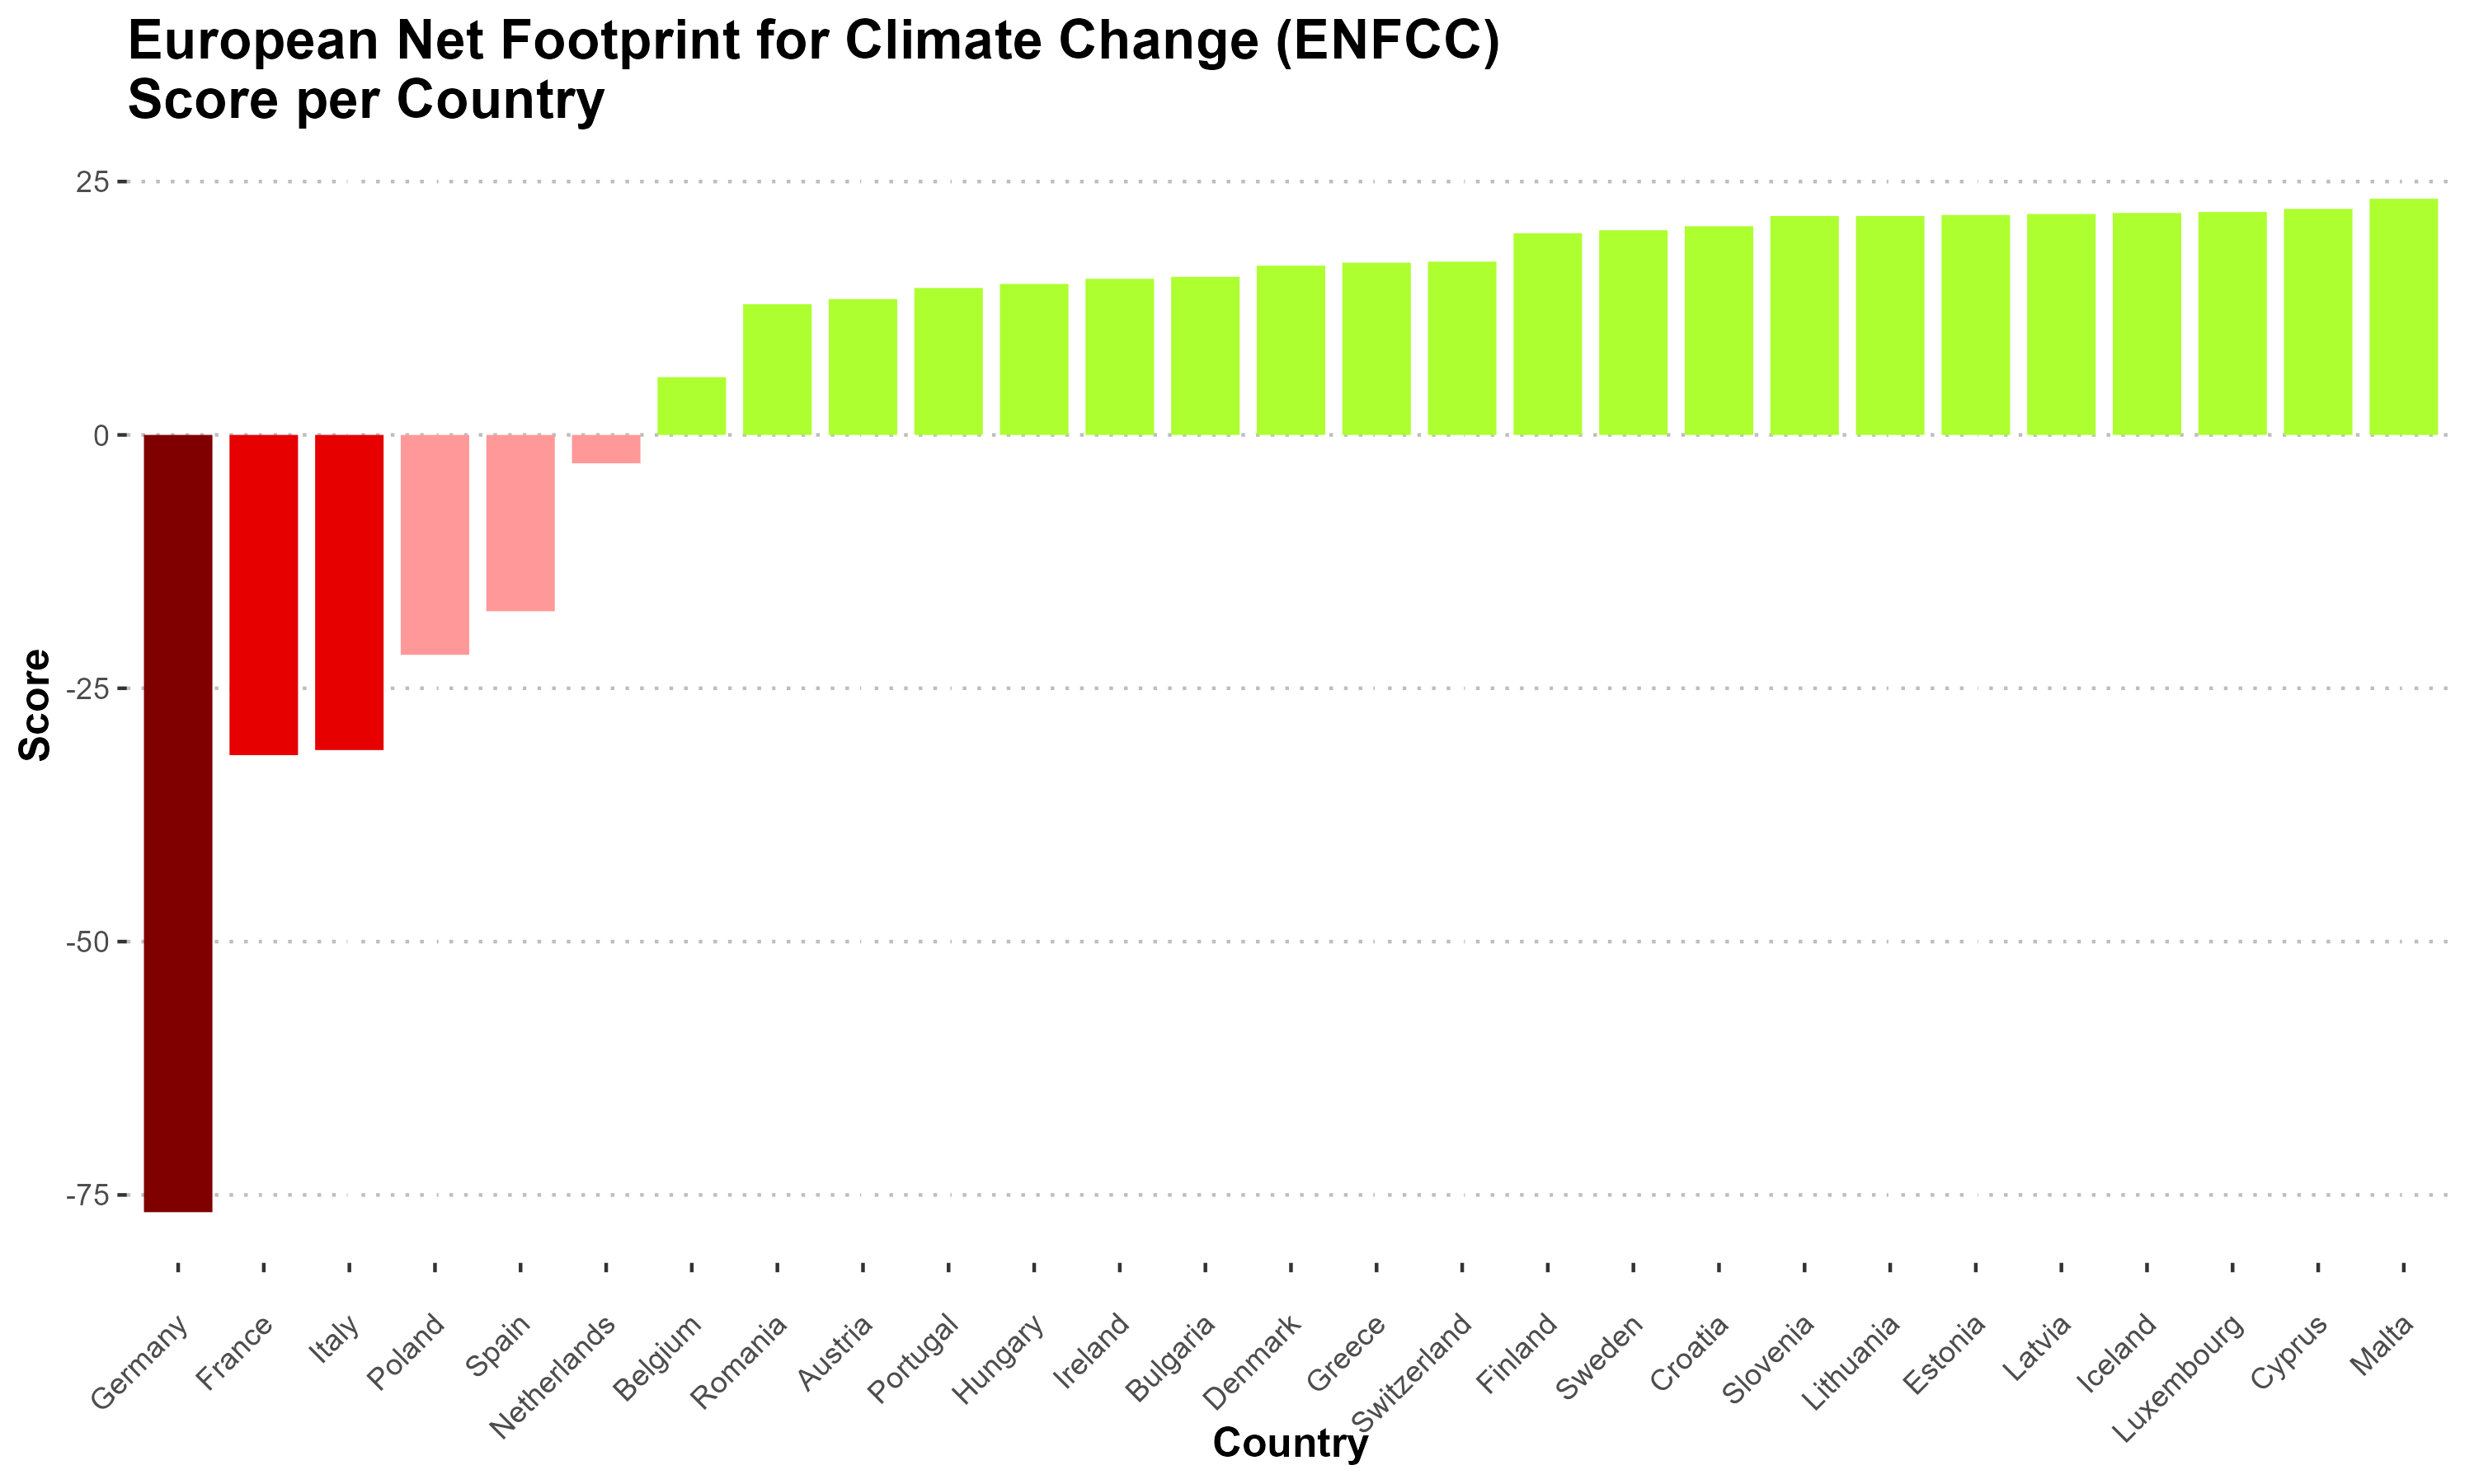 European Net Footprint for Climate Change (ENFCC)
Score per Country
25
0
-25
-50
-75
Score
Germany
France
Italy
Poland
Spain
Netherlands
Belgium
Romania
Austria
Portugal
Hungary
Ireland
Bulgaria
Denmark
Greece
Switzerland
Finland
Sweden
Croatia
Slovenia
Lithuania
Estonia
Latvia
Iceland
Luxembourg
Cyprus
Malta
Country